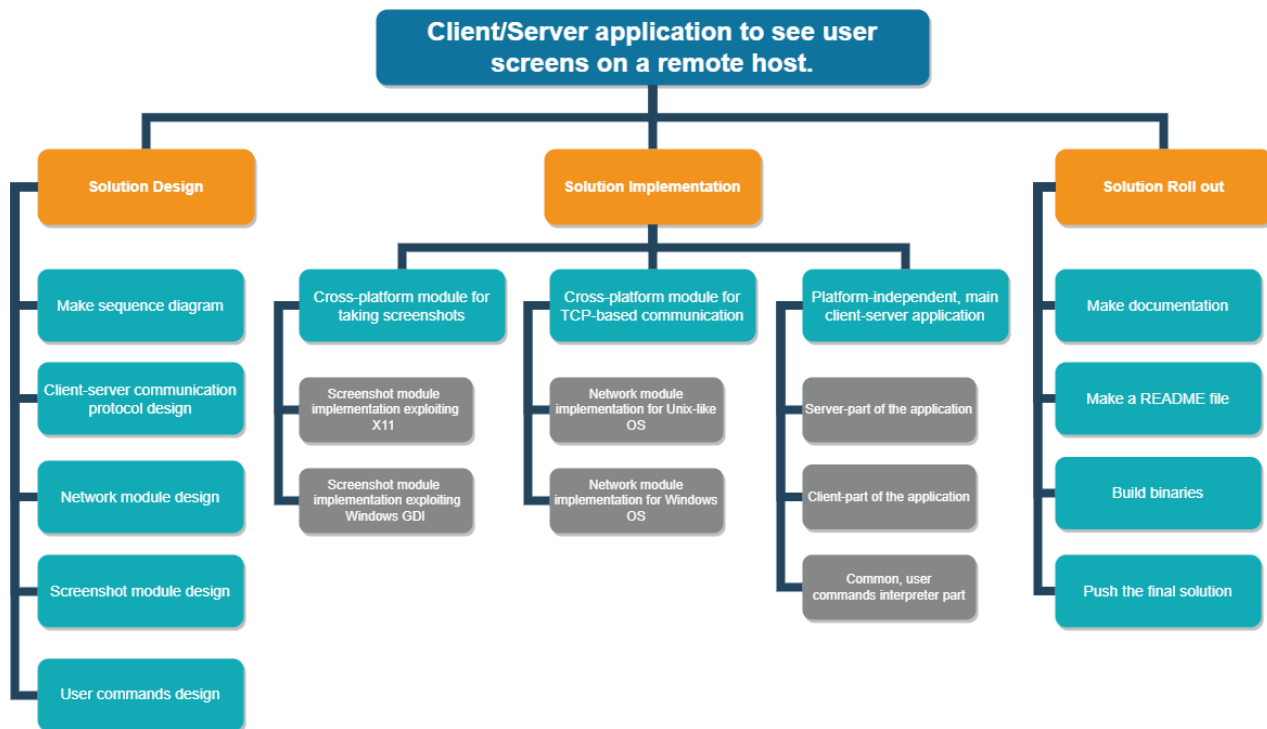 Client/Server application to see user
screens on a remote host.
Solution Design
Make sequence diagram
Client-server communication
protocol design
Network module design
Screenshot module design
User commands design
Solution Implementation
Cross-platform module for
taking screenshots
Screenshot module
implementation exploiting
X11
Screenshot module
implementation exploiting
Windows GDI
Cross-platform module for
TCP-based communication
Network module
implementation for Unix-like
OS
Network module
implementation for Windows
OS
Platform-independent, main
client-server application
Server-part of the application
Client-part of the application
Common, user
commands interpreter part
Solution Roll out
Make documentation
Make a README file
Build binaries
Push the final solution